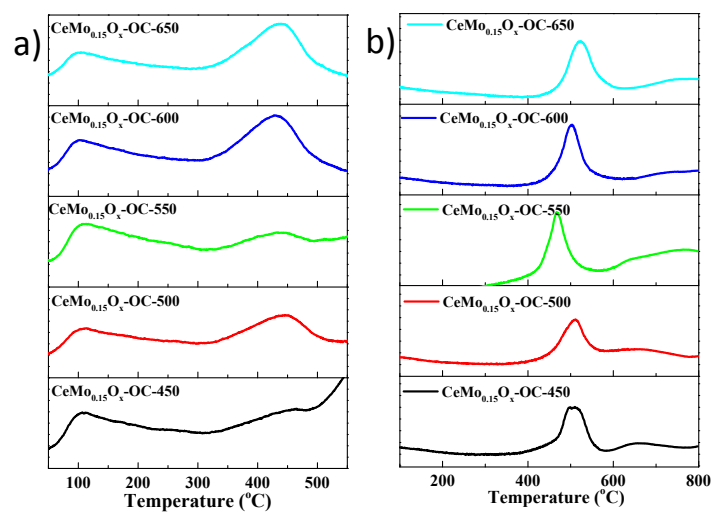 a)
CeMo0.15Ox-OC-650
CeMo0.15Ox-OC-600
CeMo0.15Ox-OC-550
CeMo0.15Ox-OC-500
CeMo0.15Ox-OC-450
100 200 300 400 500
Temperature (°C)
b)
CeMo0.15Ox-OC-650
CeMo0.15Ox-OC-600
CeMo0.15Ox-OC-550
CeMo0.15Ox-OC-500
CeMo0.15Ox-OC-450
200 400 600 800
Temperature (°C)